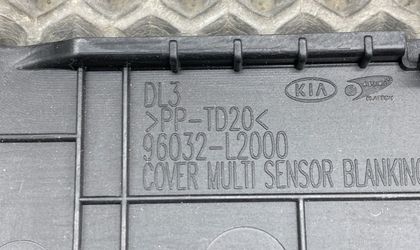 KIA
DL3
>PP-TD20<
96032-L2000
COVER MULTI SENSOR BLANKING